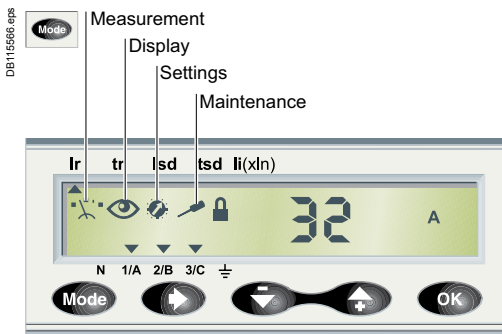 DB115566.eps
Mode
Measurement
Display
Settings
Maintenance
Ir tr Isd tsd Ii(xIn)
32 A
N 1/A 2/B 3/C
Mode OK